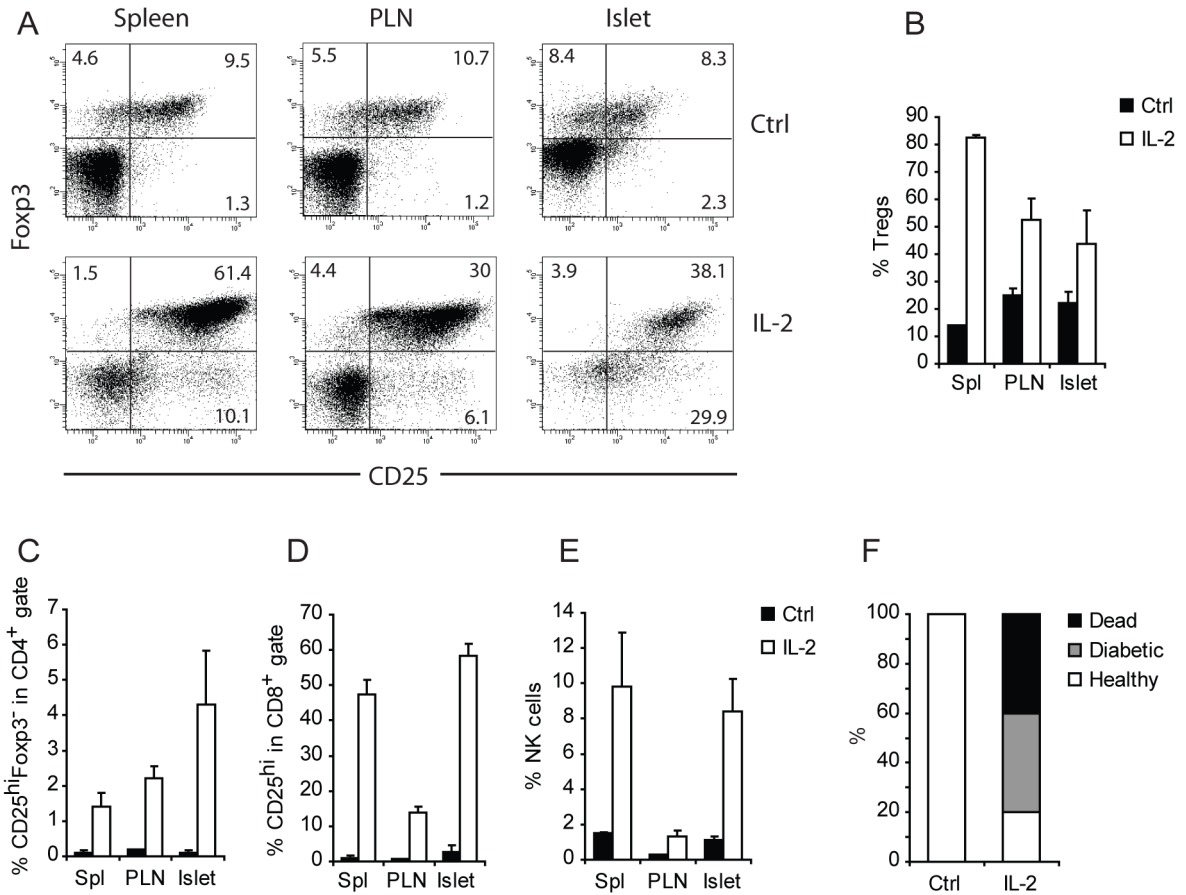 A
Spleen
PLN
Islet
Foxp3
4.6
9.5
1.3
5.5
10.7
1.2
8.4
8.3
2.3
Ctrl
1.5
61.4
10.1
4.4
30
6.1
3.9
38.1
29.9
IL-2
CD25
B
Ctrl
IL-2
% Tregs
90
80
70
60
50
40
30
20
10
0
Spl PLN Islet
C
% CD25hiFoxp3- in CD4+ gate
7
6
5
4
3
2
1
0
Spl PLN Islet
D
% CD25hi in CD8+ gate
70
60
50
40
30
20
10
0
Spl PLN Islet
E
% NK cells
14
12
10
8
6
4
2
0
Spl PLN Islet
Ctrl
IL-2
F
%
100
80
60
40
20
0
Ctrl IL-2
Dead
Diabetic
Healthy